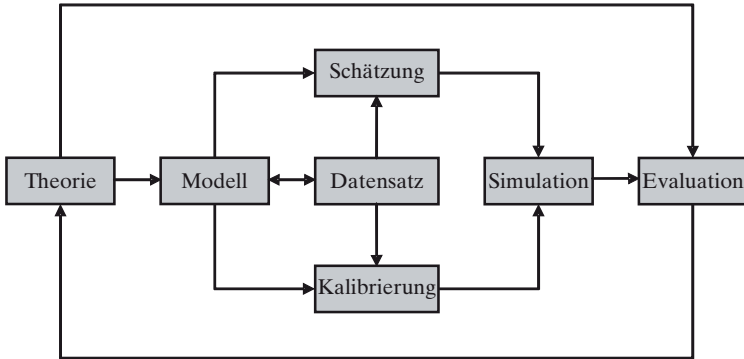 Schätzung
Theorie
Modell
Datensatz
Simulation
Evaluation
Kalibrierung